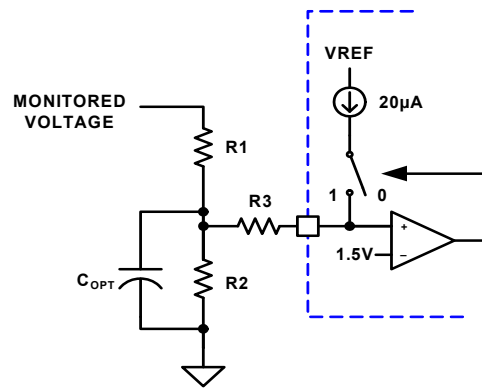 VREF
20µA
MONITORED
VOLTAGE
R1
R3
1 0
+
1.5V
−
COPT
R2